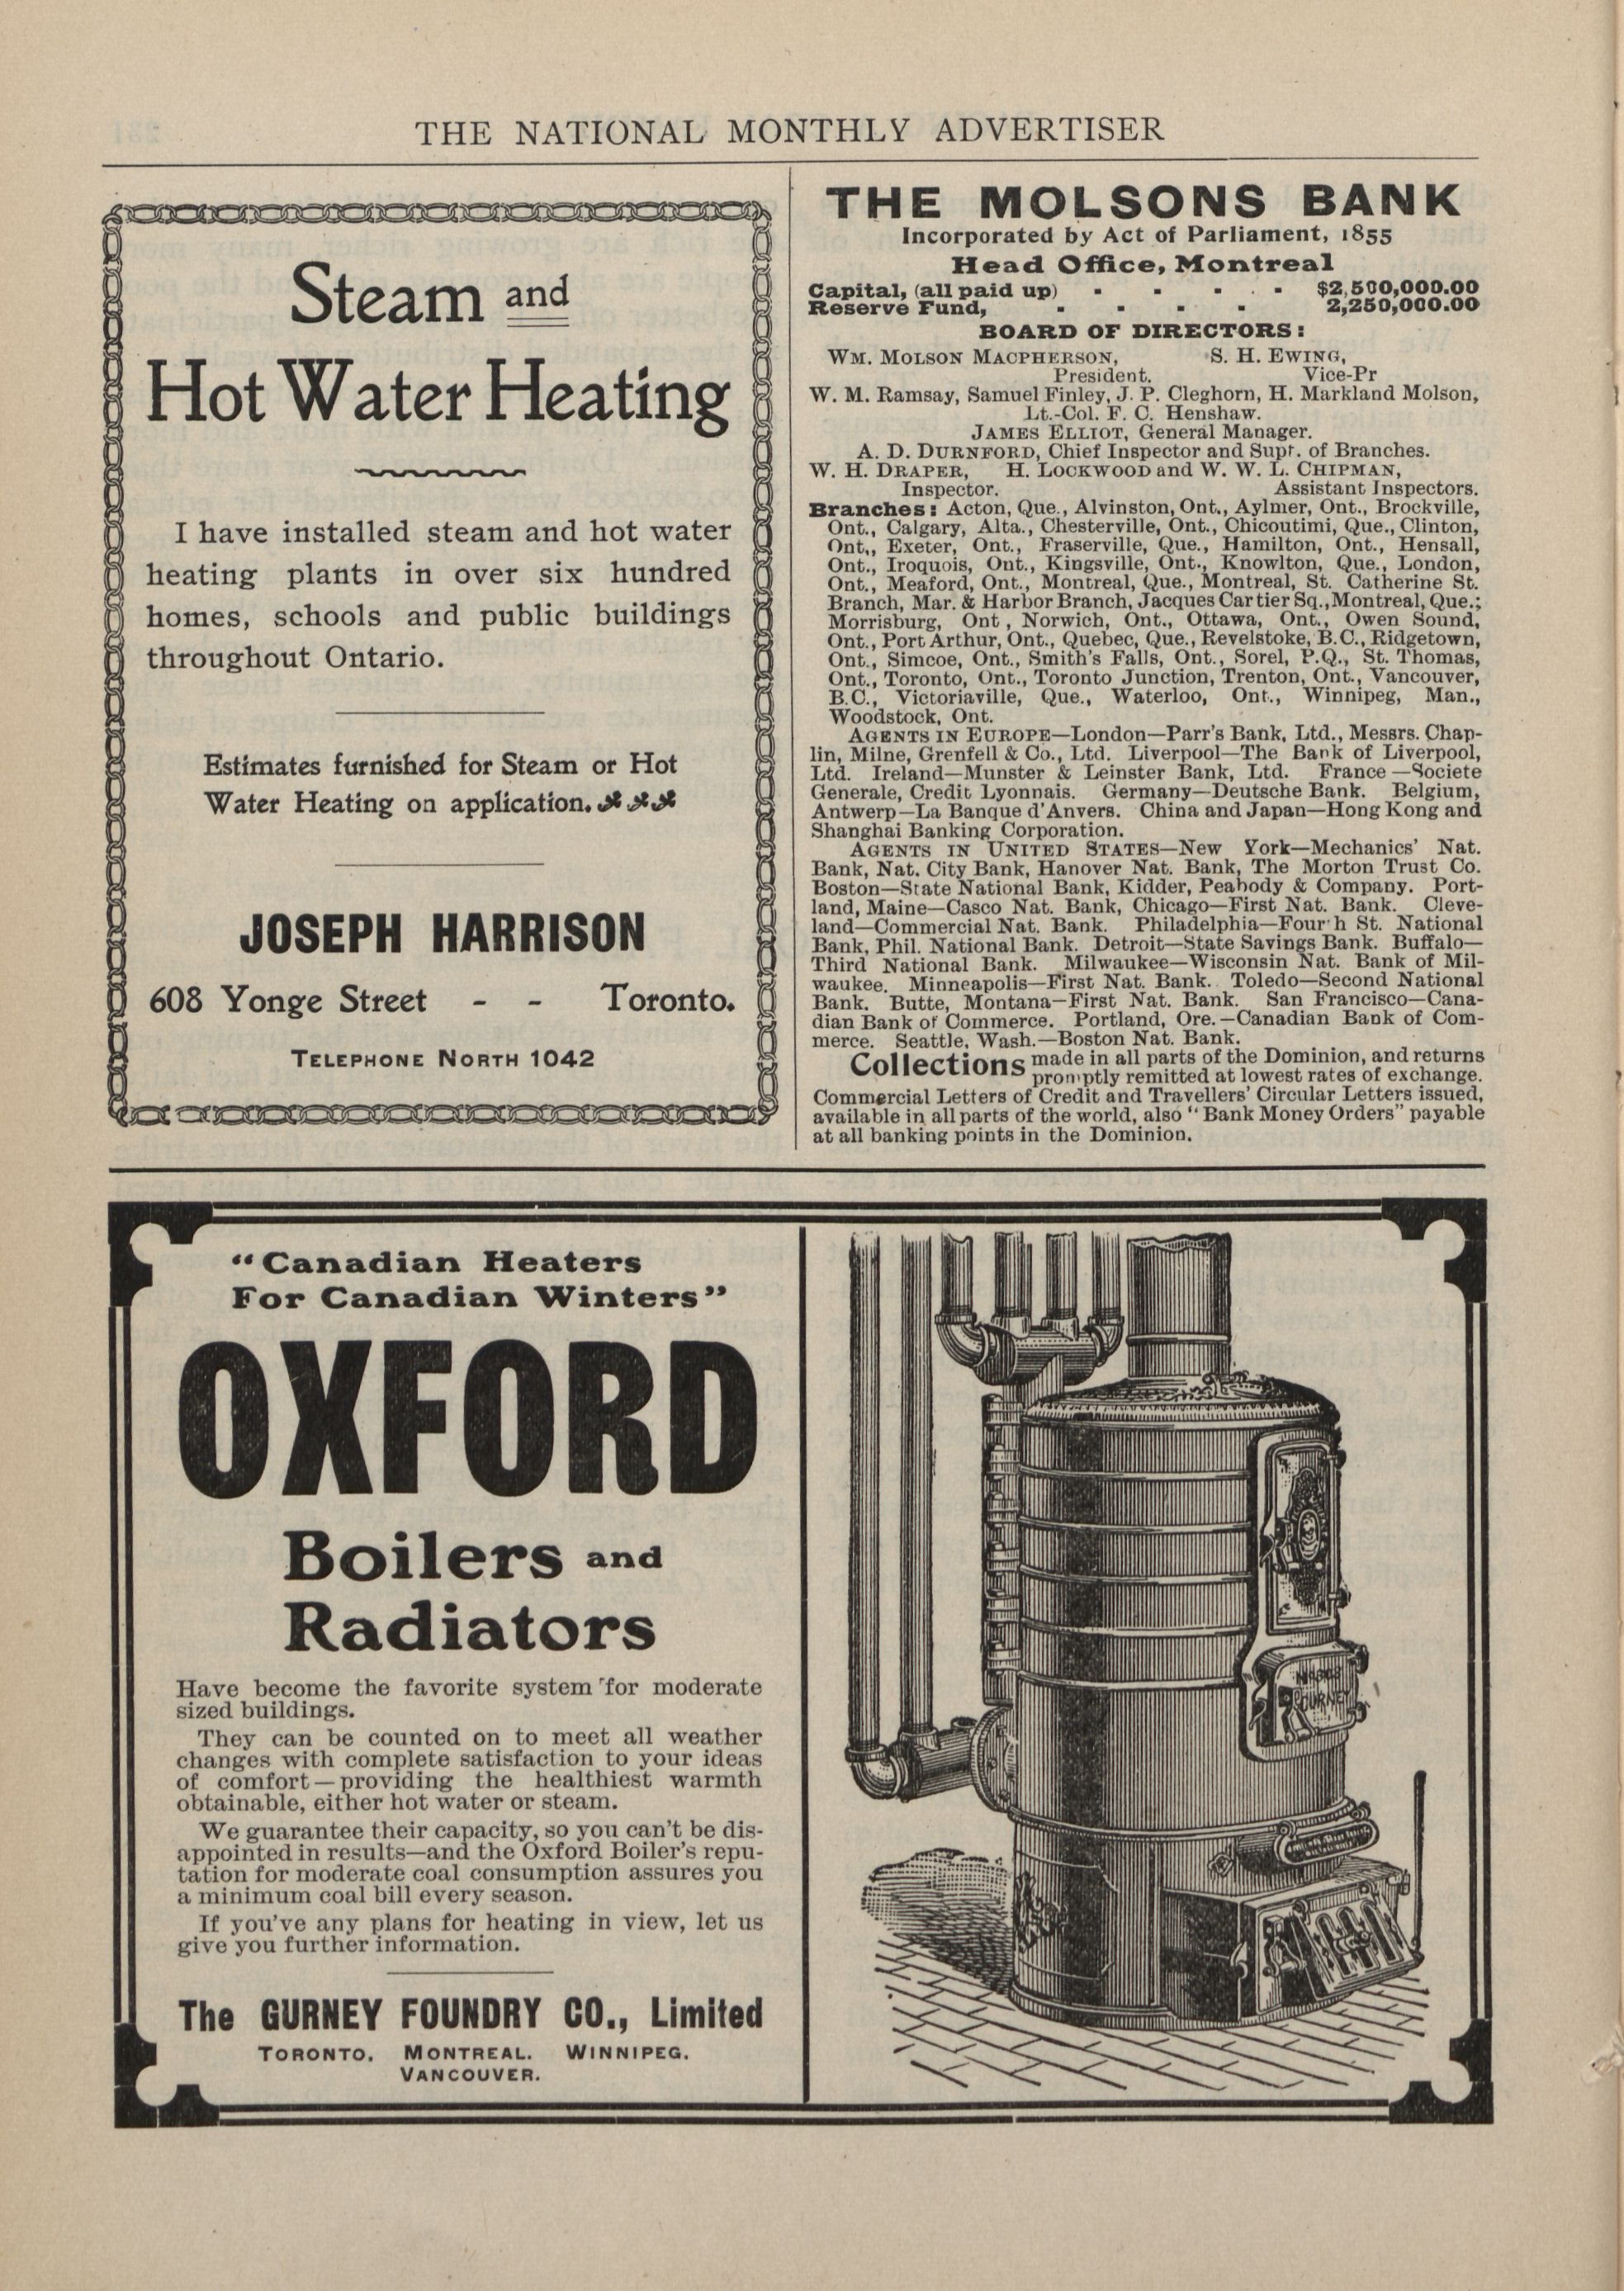 THE NATIONAL MONTHLY ADVERTISER
Steam and
Hot Water Heating
I have installed steam and hot water
heating plants in over six hundred
homes, schools and public buildings
throughout Ontario.
Estimates furnished for Steam or Hot
Water Heating on application.
JOSEPH HARRISON
608 Yonge Street - - Toronto.
TELEPHONE NORTH 1042
THE MOLSONS BANK
Incorporated by Act of Parliament, 1855
Head Office, Montreal
Capital, (all paid up) - - - - $2,500,000.00
Reserve Fund, - - - - 2,250,000.00
BOARD OF DIRECTORS:
WM. MOLSON MACPHERSON, S. H. EWING,
President. Vice-Pr
W. M. Ramsay, Samuel Finley, J. P. Cleghorn, H. Markland Molson,
Lt.-Col. F. C. Henshaw.
JAMES ELLIOT, General Manager.
A. D. DURNFORD, Chief Inspector and Supt. of Branches.
W. H. DRAPER, H. LOCKWOOD and W. W. L. CHIPMAN,
Inspector. Assistant Inspectors.
Branches: Acton, Que., Alvinston, Ont., Aylmer, Ont., Brockville,
Ont., Calgary, Alta., Chesterville, Ont., Chicoutimi, Que., Clinton,
Ont., Exeter, Ont., Fraserville, Que., Hamilton, Ont., Hensall,
Ont., Iroquois, Ont., Kingsville, Ont., Knowlton, Que., London,
Ont., Meaford, Ont., Montreal, Que., Montreal, St. Catherine St.
Branch, Mar. & Harbor Branch, Jacques Cartier Sq., Montreal, Que.;
Morrisburg, Ont , Norwich, Ont., Ottawa, Ont., Owen Sound,
Ont., Port Arthur, Ont., Quebec, Que., Revelstoke, B.C., Ridgetown,
Ont., Simcoe, Ont., Smith's Falls, Ont., Sorel, P.Q., St. Thomas,
Ont., Toronto, Ont., Toronto Junction, Trenton, Ont., Vancouver,
B.C., Victoriaville, Que., Waterloo, Ont., Winnipeg, Man.,
Woodstock, Ont.
AGENTS IN EUROPE—London—Parr's Bank, Ltd., Messrs. Chap-
lin, Milne, Grenfell & Co., Ltd. Liverpool—The Bank of Liverpool,
Ltd. Ireland—Munster & Leinster Bank, Ltd. France —Societe
Generale, Credit Lyonnais. Germany—Deutsche Bank. Belgium,
Antwerp—La Banque d'Anvers. China and Japan—Hong Kong and
Shanghai Banking Corporation.
AGENTS IN UNITED STATES—New York—Mechanics' Nat.
Bank, Nat. City Bank, Hanover Nat. Bank, The Morton Trust Co.
Boston—State National Bank, Kidder, Peabody & Company. Port-
land, Maine—Casco Nat. Bank, Chicago—First Nat. Bank. Cleve-
land—Commercial Nat. Bank. Philadelphia—Four h St. National
Bank, Phil. National Bank. Detroit—State Savings Bank. Buffalo—
Third National Bank. Milwaukee—Wisconsin Nat. Bank of Mil-
waukee. Minneapolis—First Nat. Bank. Toledo—Second National
Bank. Butte, Montana—First Nat. Bank. San Francisco—Cana-
dian Bank of Commerce. Portland, Ore.—Canadian Bank of Com-
merce. Seattle, Wash.—Boston Nat. Bank.
Collections made in all parts of the Dominion, and returns
promptly remitted at lowest rates of exchange.
Commercial Letters of Credit and Travellers' Circular Letters issued,
available in all parts of the world, also "Bank Money Orders" payable
at all banking points in the Dominion.
"Canadian Heaters
For Canadian Winters"
OXFORD
Boilers and
Radiators
Have become the favorite system for moderate
sized buildings.
They can be counted on to meet all weather
changes with complete satisfaction to your ideas
of comfort—providing the healthiest warmth
obtainable, either hot water or steam.
We guarantee their capacity, so you can't be dis-
appointed in results—and the Oxford Boiler's repu-
tation for moderate coal consumption assures you
a minimum coal bill every season.
If you've any plans for heating in view, let us
give you further information.
The GURNEY FOUNDRY CO., Limited
TORONTO. MONTREAL. WINNIPEG.
VANCOUVER.